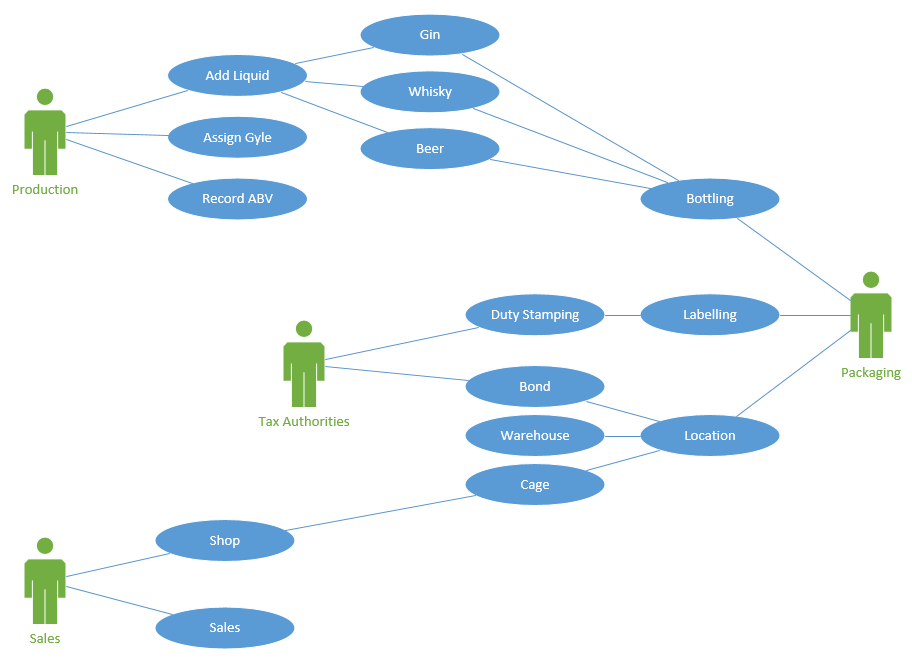 Gin
Add Liquid
Whisky
Assign Gyle
Beer
Production
Record ABV
Bottling
Duty Stamping
Labelling
Packaging
Bond
Tax Authorities
Warehouse
Location
Cage
Shop
Sales
Sales